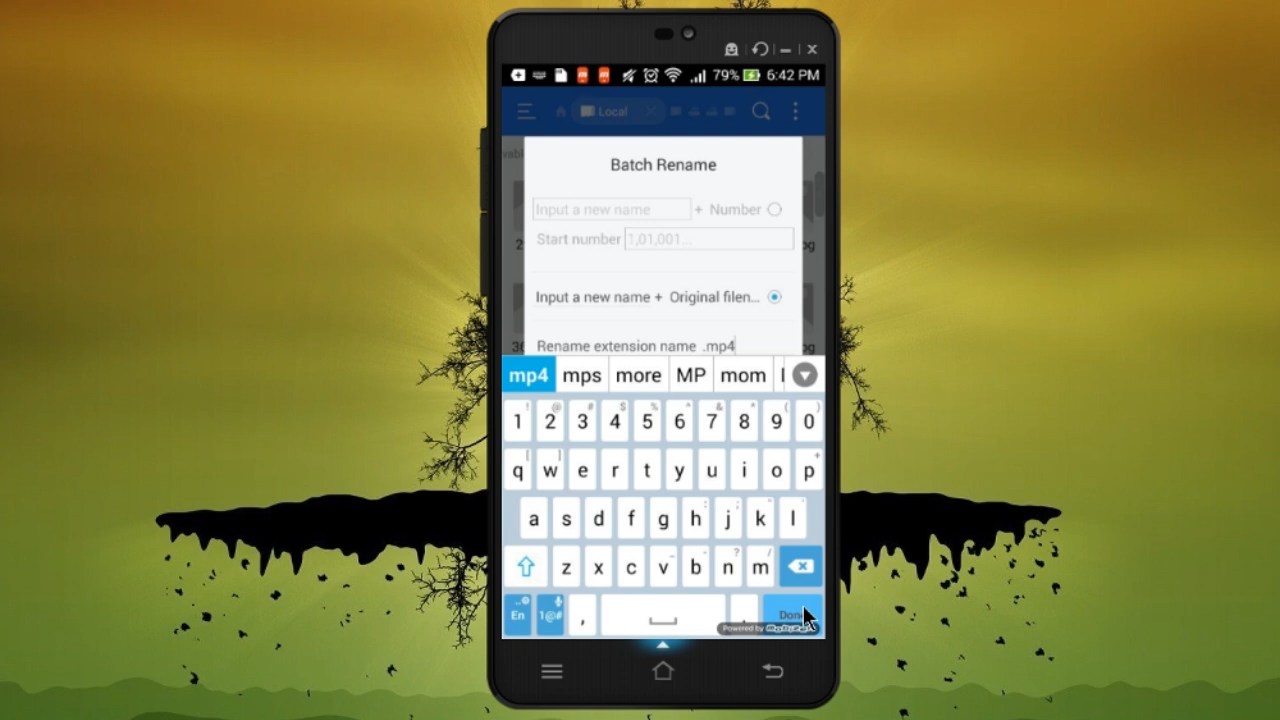 79% 6:42 PM
Local
Batch Rename
Input a new name + Number
Start number 1,01,001...
Input a new name + Original filen...
Rename extension name .mp4
mp4 mps more MP mom
1 2 3 4 5 6 7 8 9 0
q w e r t y u i o p
a s d f g h j k l
z x c v b n m
En 1@# , . Done
Powered by